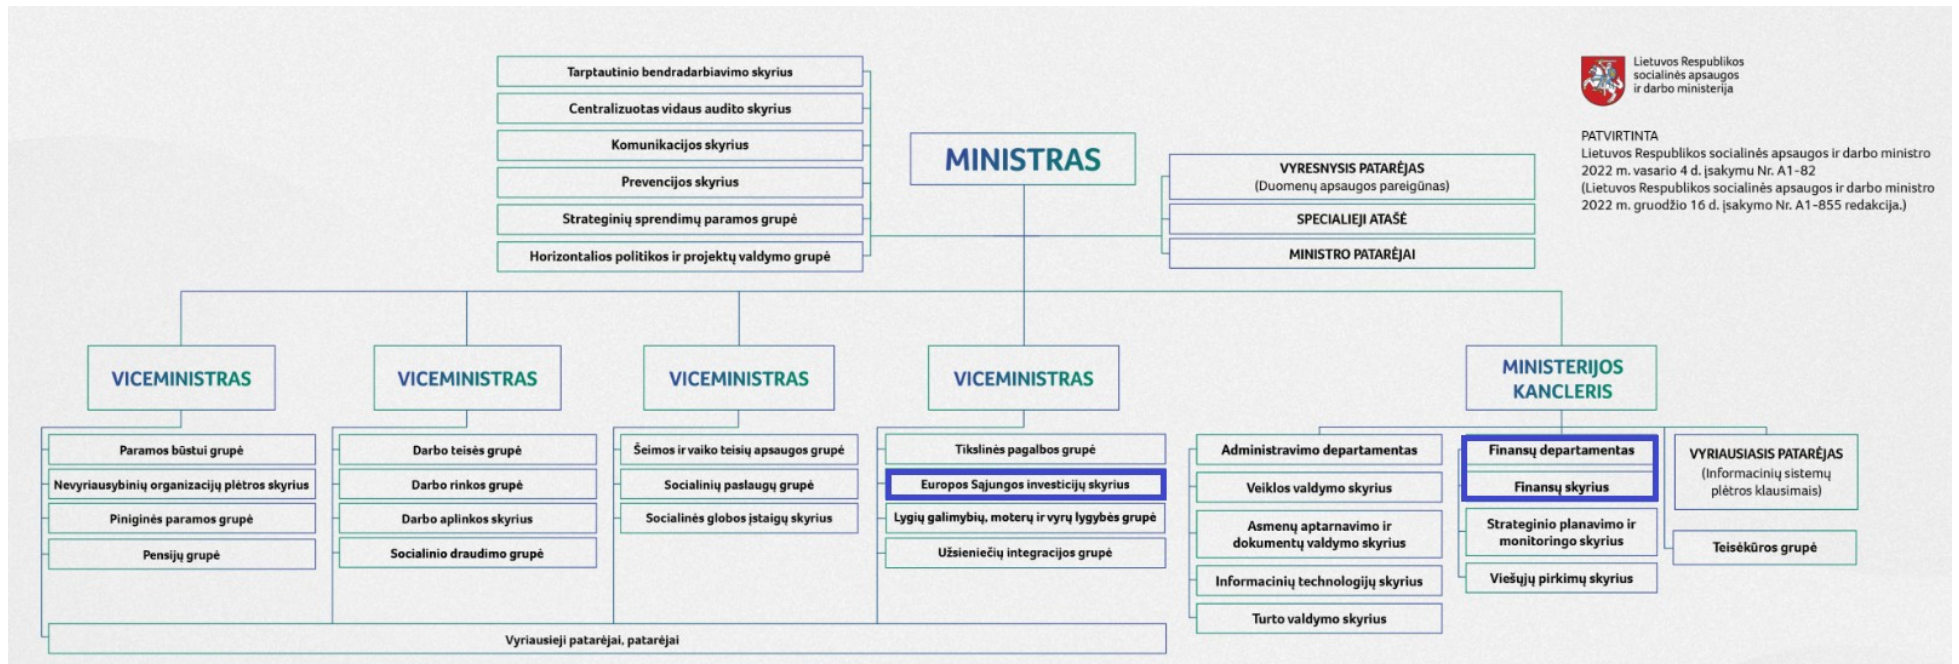 Tarptautinio bendradarbiavimo skyrius
Centralizuotas vidaus audito skyrius
Komunikacijos skyrius
Prevencijos skyrius
Strateginių sprendimų paramos grupė
Horizontalios politikos ir projektų valdymo grupė
MINISTRAS
VYRESNYSIS PATARĖJAS
(Duomenų apsaugos pareigūnas)
SPECIALIEJI ATAŠĖ
MINISTRO PATARĖJAI
Lietuvos Respublikos
socialinės apsaugos
ir darbo ministerija
PATVIRTINTA
Lietuvos Respublikos socialinės apsaugos ir darbo ministro
2022 m. vasario 4 d. įsakymu Nr. A1-82
(Lietuvos Respublikos socialinės apsaugos ir darbo ministro
2022 m. gruodžio 16 d. įsakymo Nr. A1-855 redakcija.)
VICEMINISTRAS
Paramos būstui grupė
Nevyriausybinių organizacijų plėtros skyrius
Piniginės paramos grupė
Pensijų grupė
VICEMINISTRAS
Darbo teisės grupė
Darbo rinkos grupė
Darbo aplinkos skyrius
Socialinio draudimo grupė
VICEMINISTRAS
Šeimos ir vaiko teisių apsaugos grupė
Socialinių paslaugų grupė
Socialinės globos įstaigų skyrius
VICEMINISTRAS
Tikslinės pagalbos grupė
Europos Sąjungos investicijų skyrius
Lygių galimybių, moterų ir vyrų lygybės grupė
Užsieniečių integracijos grupė
Vyriausieji patarėjai, patarėjai
MINISTERIJOS
KANCLERIS
Administravimo departamentas
Veiklos valdymo skyrius
Asmenų aptarnavimo ir
dokumentų valdymo skyrius
Informacinių technologijų skyrius
Turto valdymo skyrius
Finansų departamentas
Finansų skyrius
Strateginio planavimo ir
monitoringo skyrius
Viešųjų pirkimų skyrius
VYRIAUSIASIS PATARĖJAS
(Informacinių sistemų
plėtros klausimais)
Teisėkūros grupė